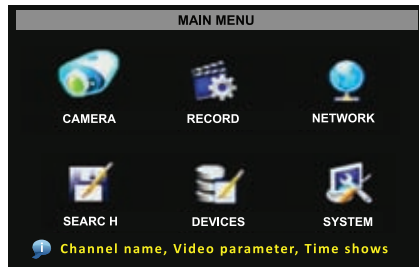 MAIN MENU
CAMERA RECORD NETWORK
SEARC H DEVICES SYSTEM
Channel name, Video parameter, Time shows